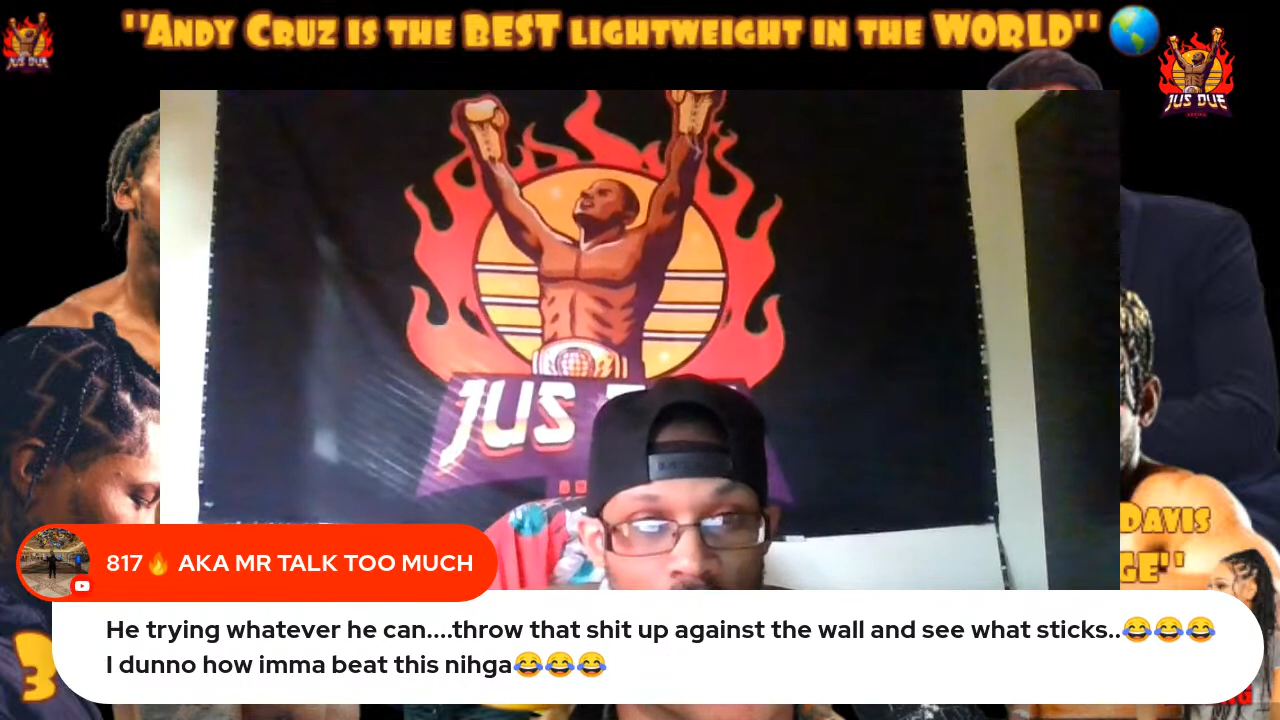 ''Andy Cruz is the BEST lightweight in the WORLD''
JUS DUE
JUS DUE
JUS
Davis
GE''
817🔥 AKA MR TALK TOO MUCH
He trying whatever he can....throw that shit up against the wall and see what sticks..😂😂😂
I dunno how imma beat this nihga😂😂😂
3